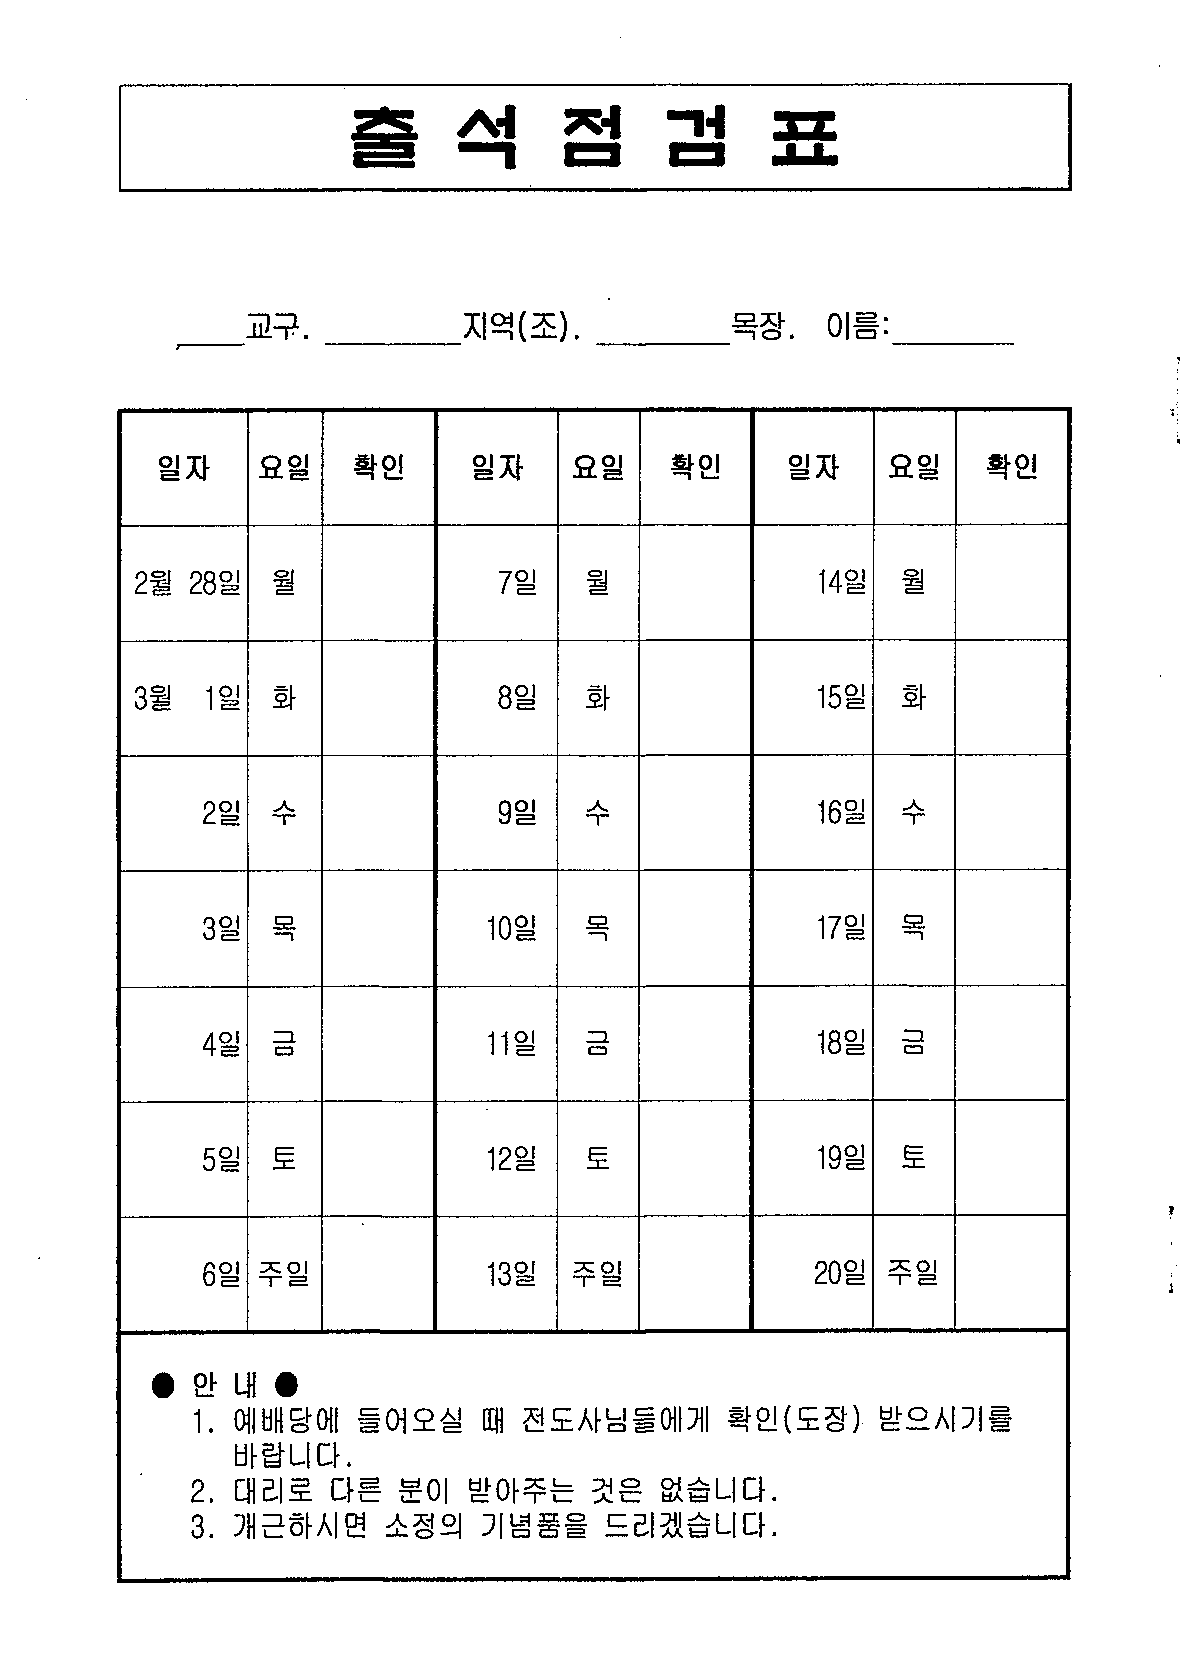 출석점검표
____교구. ________지역(조). ________목장. 이름:________
일자 요일 확인 일자 요일 확인 일자 요일 확인
2월 28일 월 7일 월 14일 월
3월 1일 화 8일 화 15일 화
2일 수 9일 수 16일 수
3일 목 10일 목 17일 목
4일 금 11일 금 18일 금
5일 토 12일 토 19일 토
6일 주일 13일 주일 20일 주일
● 안 내 ●
1. 예배당에 들어오실 때 전도사님들에게 확인(도장) 받으시기를
바랍니다.
2. 대리로 다른 분이 받아주는 것은 없습니다.
3. 개근하시면 소정의 기념품을 드리겠습니다.